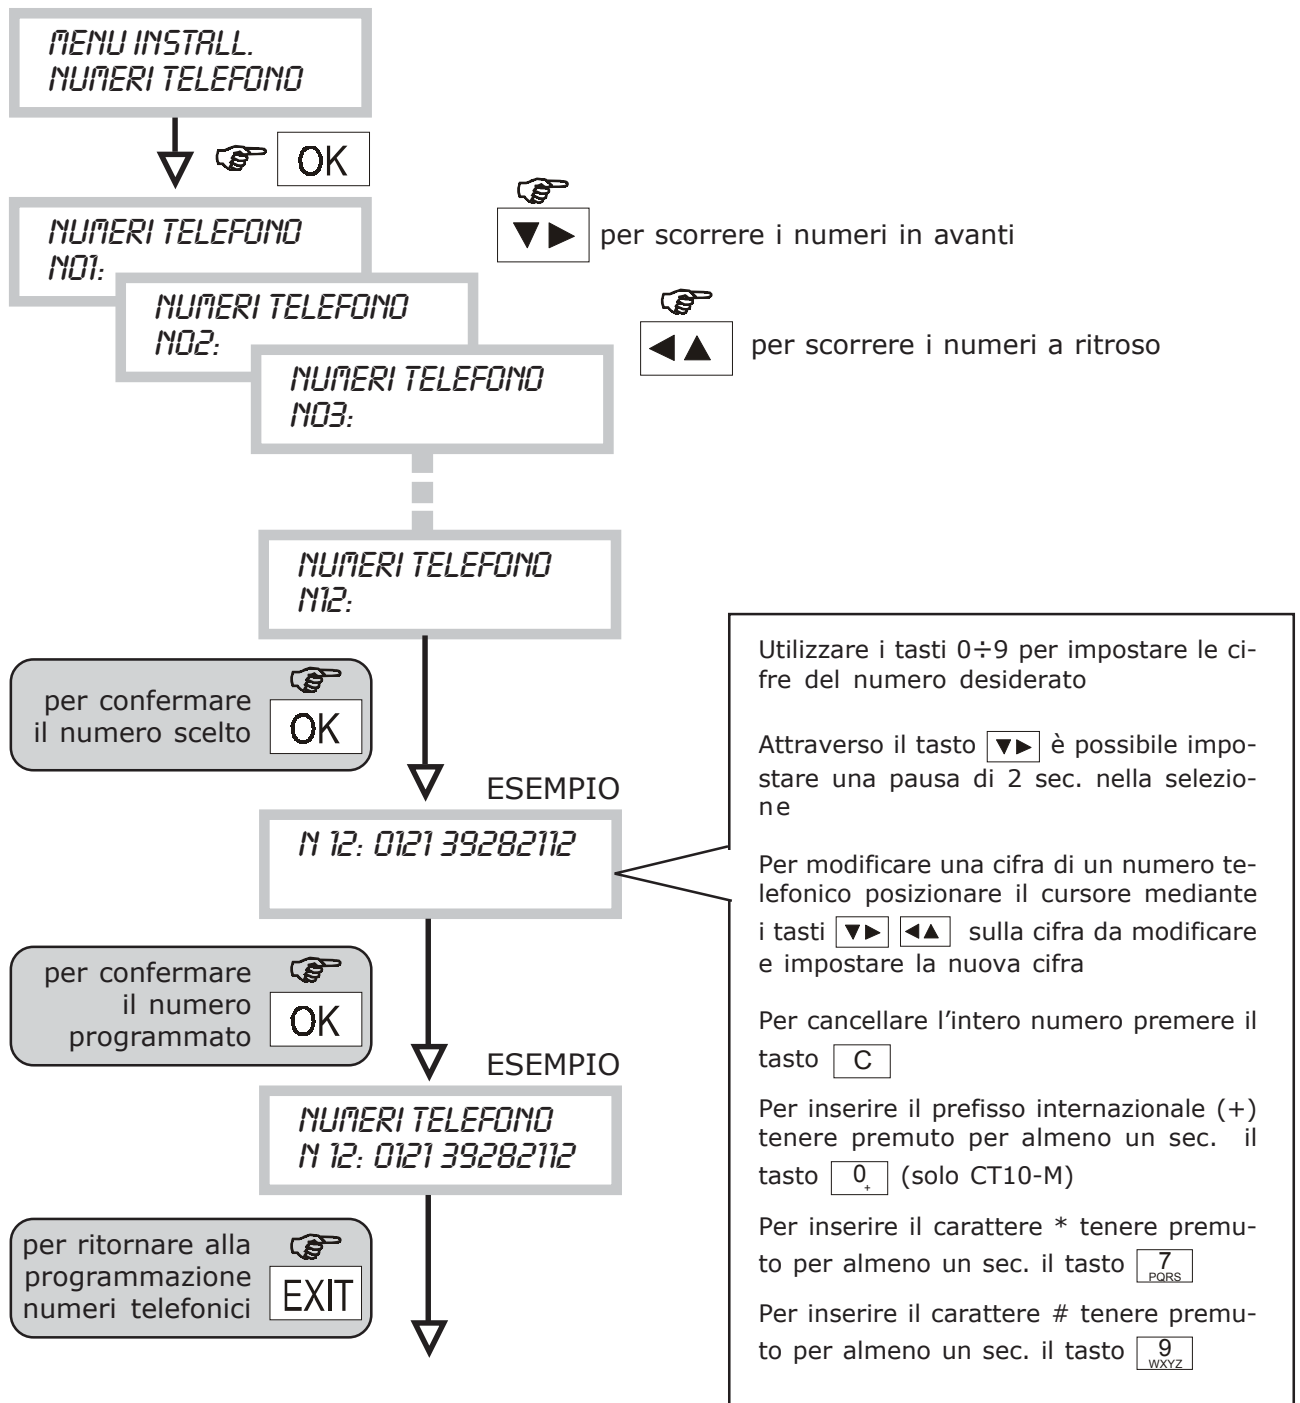 MENU INSTALL.
NUMERI TELEFONO
OK
NUMERI TELEFONO
N01:
▼▶ per scorrere i numeri in avanti
NUMERI TELEFONO
N02:
◀▲ per scorrere i numeri a ritroso
NUMERI TELEFONO
N03:
NUMERI TELEFONO
N12:
per confermare
il numero scelto
OK
ESEMPIO
N 12: 0121 39282112
per confermare
il numero
programmato
OK
ESEMPIO
NUMERI TELEFONO
N 12: 0121 39282112
per ritornare alla
programmazione
numeri telefonici
EXIT
Utilizzare i tasti 0÷9 per impostare le ci-
fre del numero desiderato
Attraverso il tasto ▼▶ è possibile impo-
stare una pausa di 2 sec. nella selezio-
ne
Per modificare una cifra di un numero te-
lefonico posizionare il cursore mediante
i tasti ▼▶ ◀▲ sulla cifra da modificare
e impostare la nuova cifra
Per cancellare l'intero numero premere il
tasto C
Per inserire il prefisso internazionale (+)
tenere premuto per almeno un sec. il
tasto 0+ (solo CT10-M)
Per inserire il carattere * tenere premu-
to per almeno un sec. il tasto 7 PQRS
Per inserire il carattere # tenere premu-
to per almeno un sec. il tasto 9 WXYZ